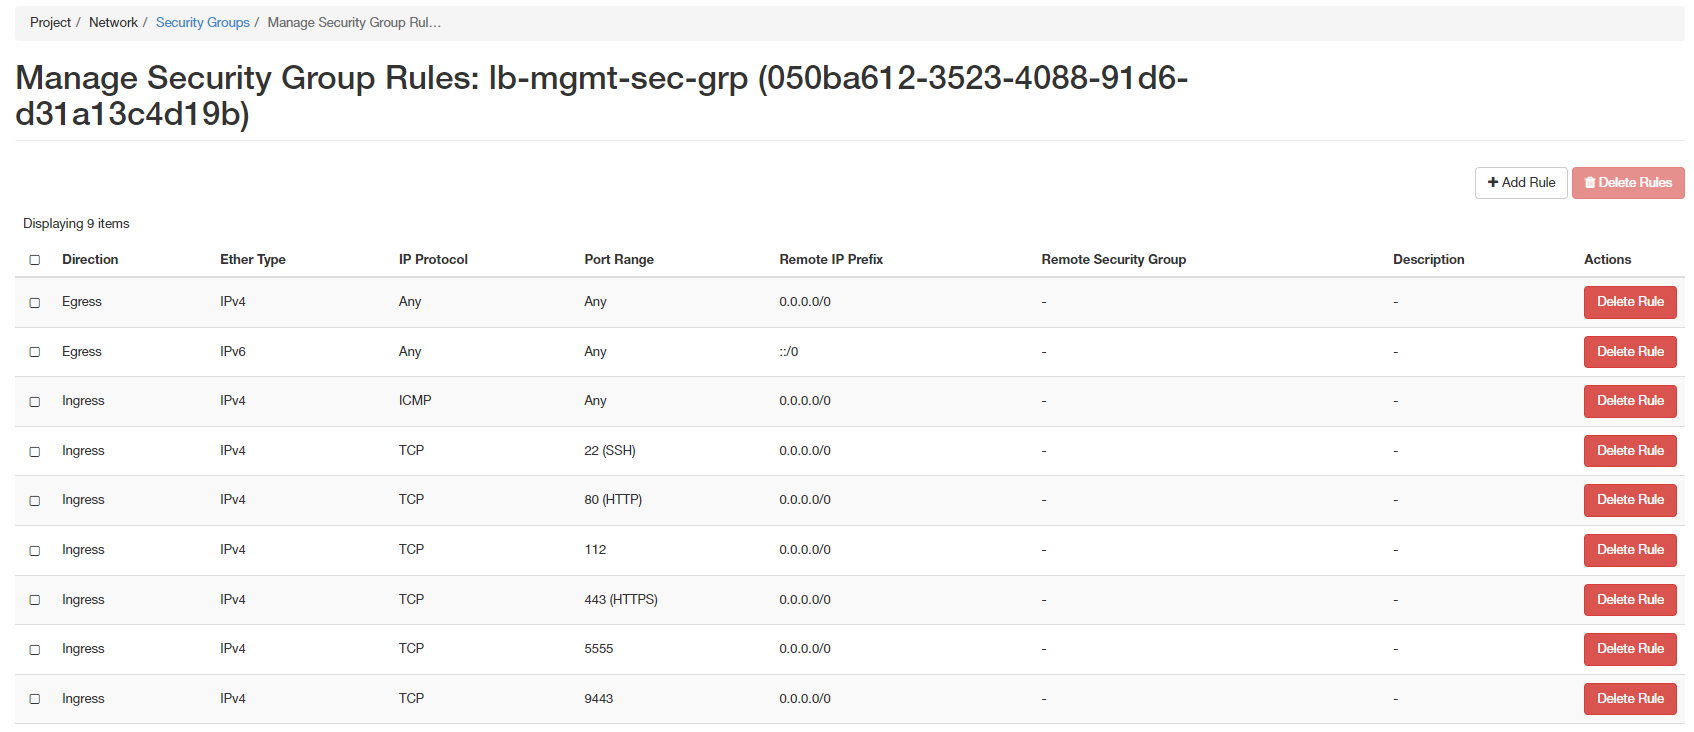 Project / Network / Security Groups / Manage Security Group Rul...
Manage Security Group Rules: lb-mgmt-sec-grp (050ba612-3523-4088-91d6-
d31a13c4d19b)
+ Add Rule Delete Rules
Displaying 9 items
Direction Ether Type IP Protocol Port Range Remote IP Prefix Remote Security Group Description Actions
Egress IPv4 Any Any 0.0.0.0/0 - - Delete Rule
Egress IPv6 Any Any ::/0 - - Delete Rule
Ingress IPv4 ICMP Any 0.0.0.0/0 - - Delete Rule
Ingress IPv4 TCP 22 (SSH) 0.0.0.0/0 - - Delete Rule
Ingress IPv4 TCP 80 (HTTP) 0.0.0.0/0 - - Delete Rule
Ingress IPv4 TCP 112 0.0.0.0/0 - - Delete Rule
Ingress IPv4 TCP 443 (HTTPS) 0.0.0.0/0 - - Delete Rule
Ingress IPv4 TCP 5555 0.0.0.0/0 - - Delete Rule
Ingress IPv4 TCP 9443 0.0.0.0/0 - - Delete Rule